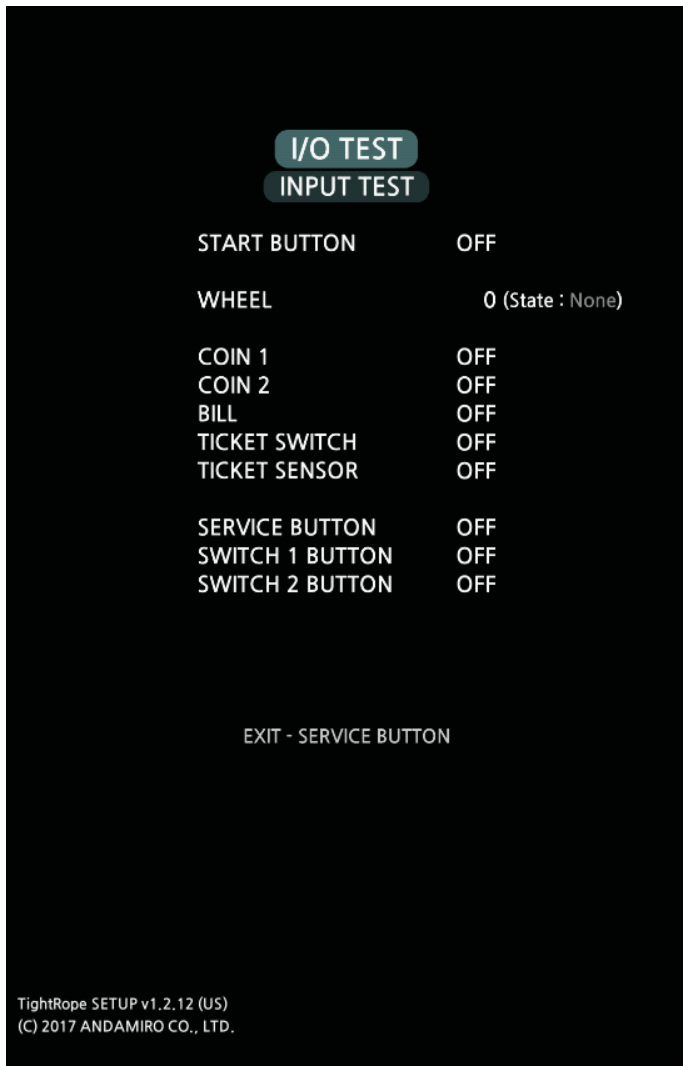 I/O TEST
INPUT TEST
START BUTTON OFF
WHEEL 0 (State : None)
COIN 1 OFF
COIN 2 OFF
BILL OFF
TICKET SWITCH OFF
TICKET SENSOR OFF
SERVICE BUTTON OFF
SWITCH 1 BUTTON OFF
SWITCH 2 BUTTON OFF
EXIT - SERVICE BUTTON
TightRope SETUP v1.2.12 (US)
(C) 2017 ANDAMIRO CO., LTD.